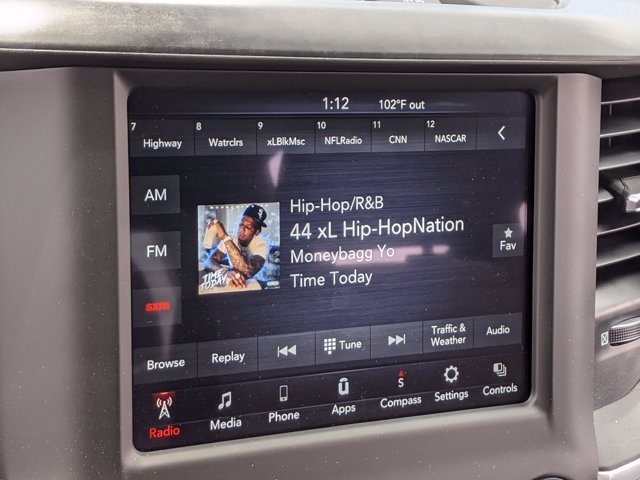 1:12 102°F out
7 Highway 8 Watrclrs 9 xLBlkMsc 10 NFLRadio 11 CNN 12 NASCAR
AM
Hip-Hop/R&B
44 xL Hip-HopNation
Moneybagg Yo
Time Today
TIME TODAY
FM
Fav
sxm
Browse Replay Tune Traffic & Weather Audio
Radio Media Phone Apps S Compass Settings Controls